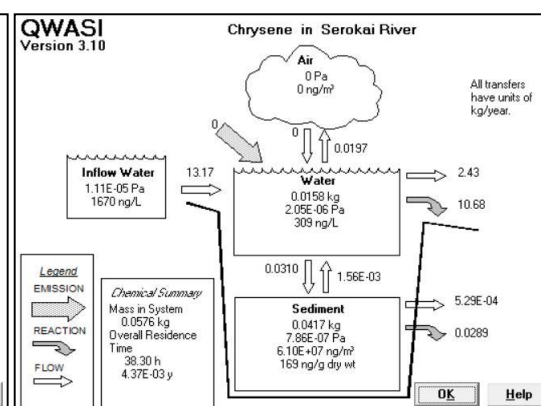 QWASI
Version 3.10
Chrysene in Serokai River
Air
0 Pa
0 ng/m³
All transfers
have units of
kg/year.
0
0
0.0197
Inflow Water
1.11E-05 Pa
1670 ng/L
13.17
Water
0.0158 kg
2.05E-06 Pa
309 ng/L
2.43
10.68
Legend
EMISSION
REACTION
FLOW
Chemical Summary
Mass in System
0.0576 kg
Overall Residence
Time
38.30 h
4.37E-03 y
0.0310
1.56E-03
Sediment
0.0417 kg
7.86E-07 Pa
6.10E+07 ng/m³
169 ng/g dry wt
5.29E-04
0.0289
OK
Help